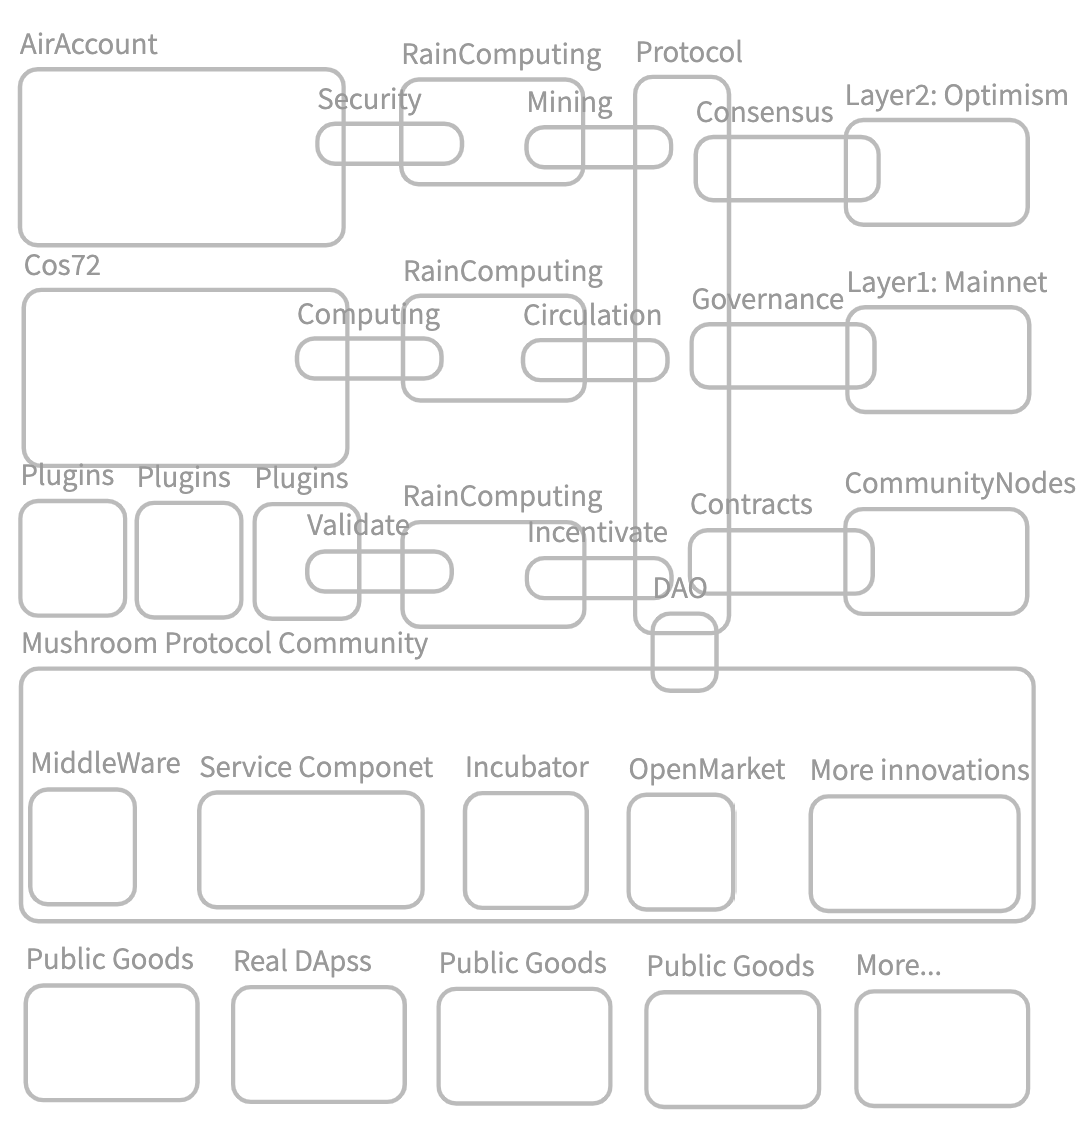 AirAccount
RainComputing
Protocol
Security
Mining
Consensus
Layer2: Optimism
Cos72
RainComputing
Computing
Circulation
Governance
Layer1: Mainnet
Plugins
Plugins
Plugins
RainComputing
Validate
Incentivate
Contracts
CommunityNodes
DAO
Mushroom Protocol Community
MiddleWare
Service Componet
Incubator
OpenMarket
More innovations
Public Goods
Real DApss
Public Goods
Public Goods
More...